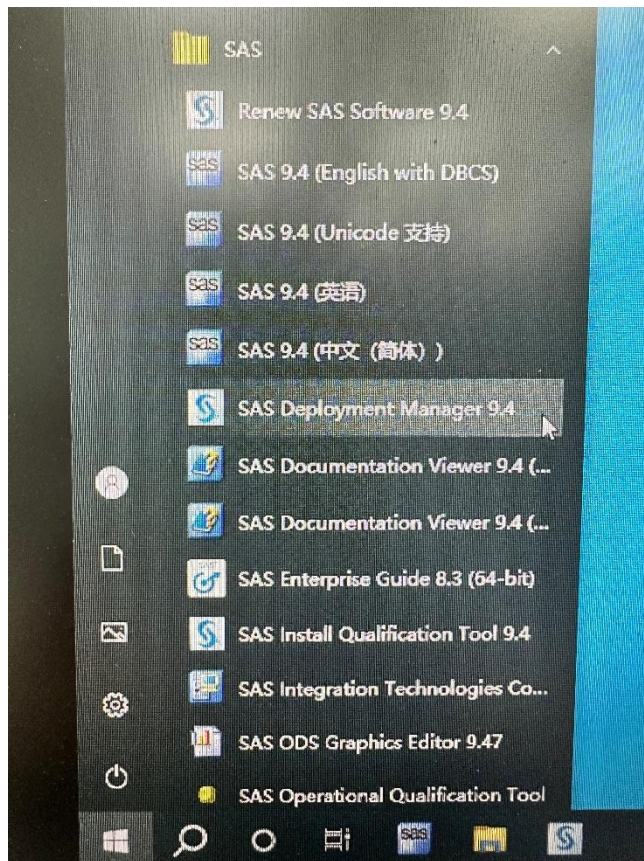 SAS
Renew SAS Software 9.4
SAS 9.4 (English with DBCS)
SAS 9.4 (Unicode 支持)
SAS 9.4 (英语)
SAS 9.4 (中文（简体）)
SAS Deployment Manager 9.4
SAS Documentation Viewer 9.4 (...
SAS Documentation Viewer 9.4 (...
SAS Enterprise Guide 8.3 (64-bit)
SAS Install Qualification Tool 9.4
SAS Integration Technologies Co...
SAS ODS Graphics Editor 9.47
SAS Operational Qualification Tool